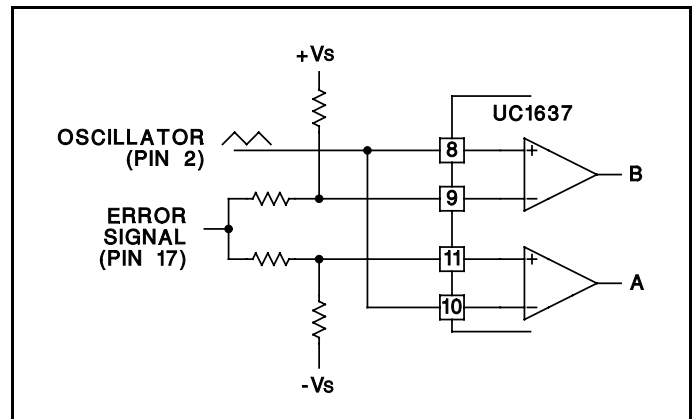 +Vs
UC1637
OSCILLATOR
(PIN 2)
8
+
B
9
−
ERROR
SIGNAL
(PIN 17)
11
+
A
10
−
-Vs